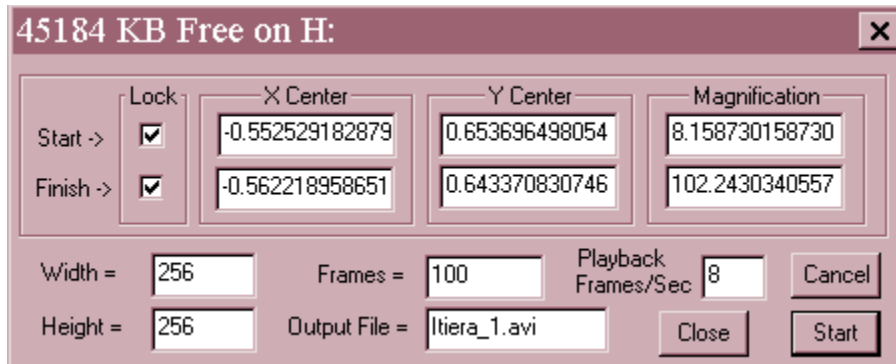 45184 KB Free on H:
Lock X Center Y Center Magnification
Start -> -0.552529182879 0.653696498054 8.158730158730
Finish -> -0.562218958651 0.643370830746 102.2430340557
Width = 256 Frames = 100 Playback Frames/Sec 8 Cancel
Height = 256 Output File = Itiera_1.avi Close Start